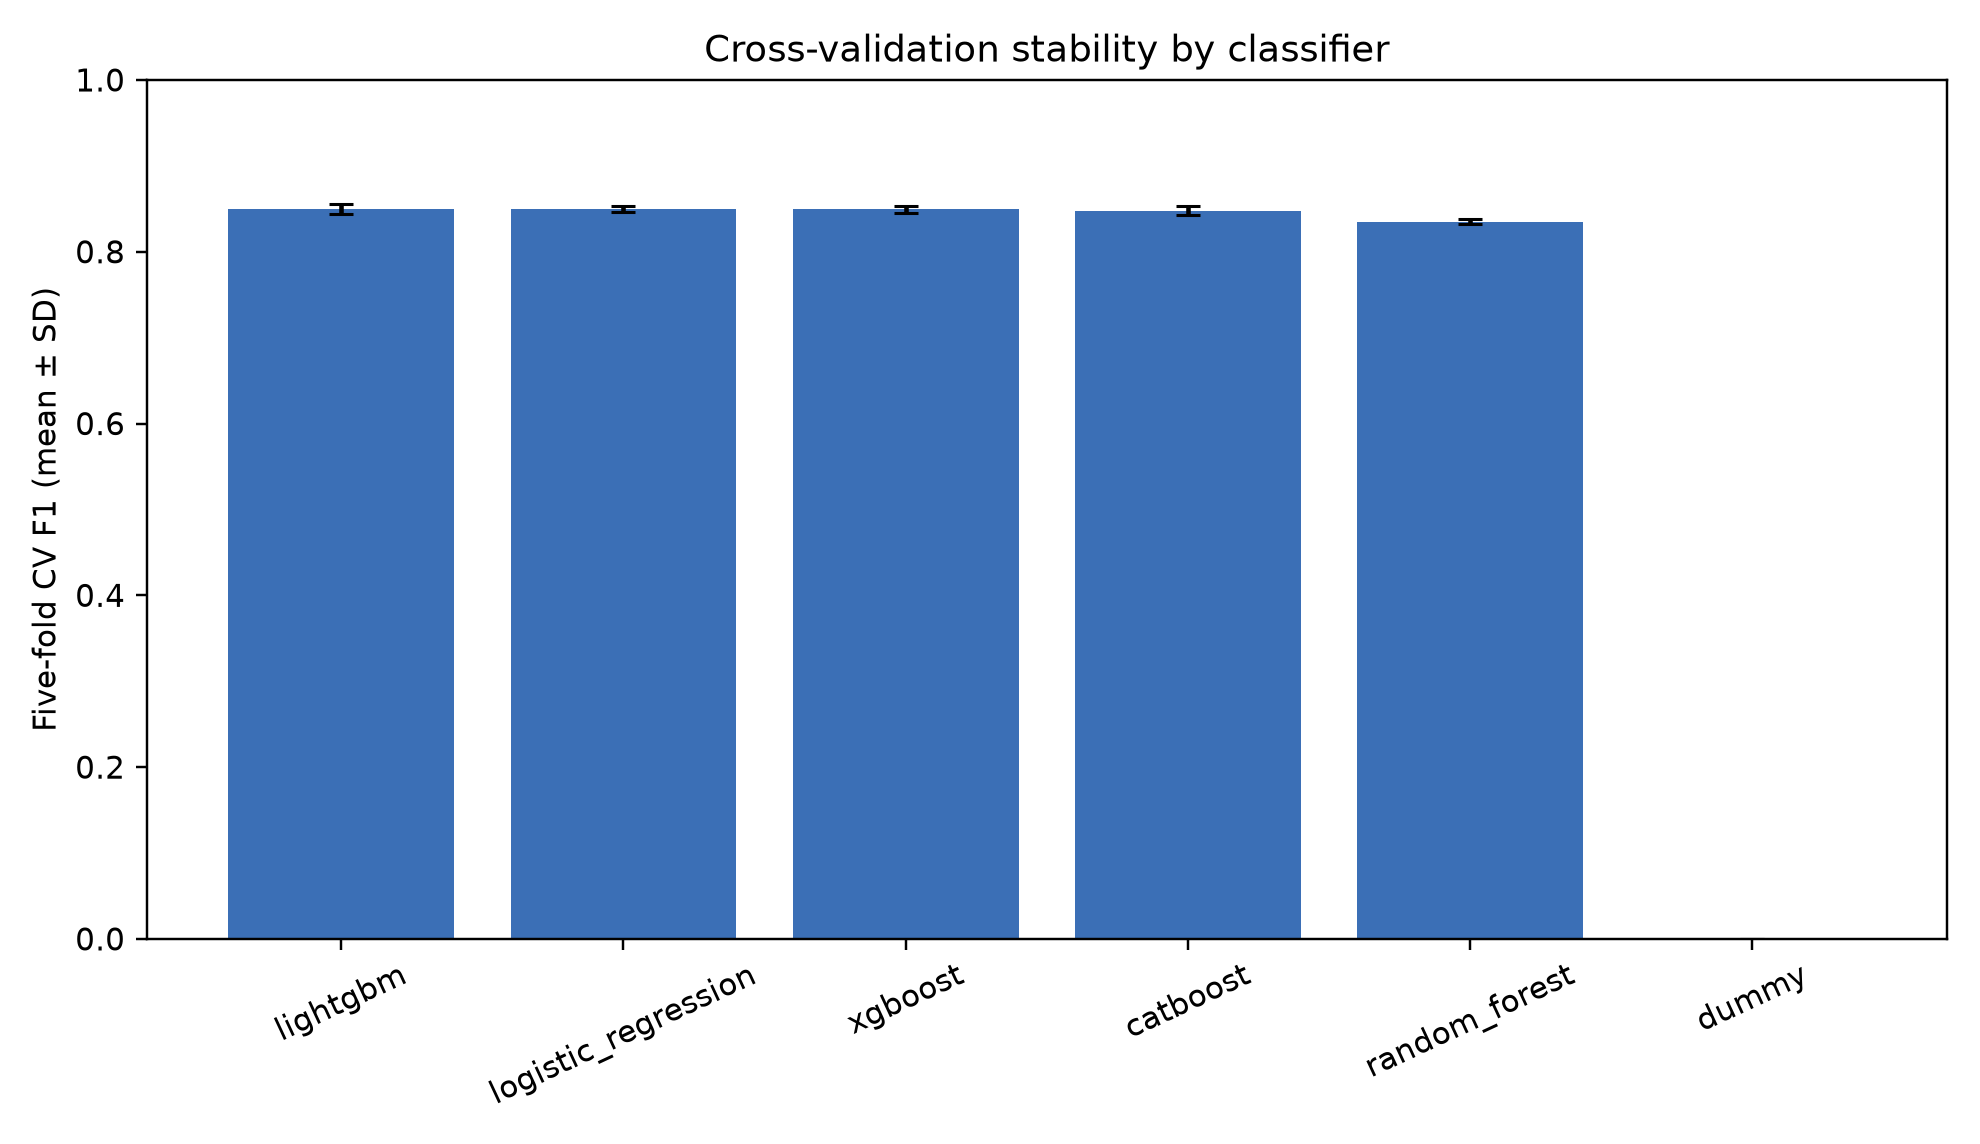 Cross-validation stability by classifier
Five-fold CV F1 (mean ± SD)
1.0
0.8
0.6
0.4
0.2
0.0
lightgbm
logistic_regression
xgboost
catboost
random_forest
dummy